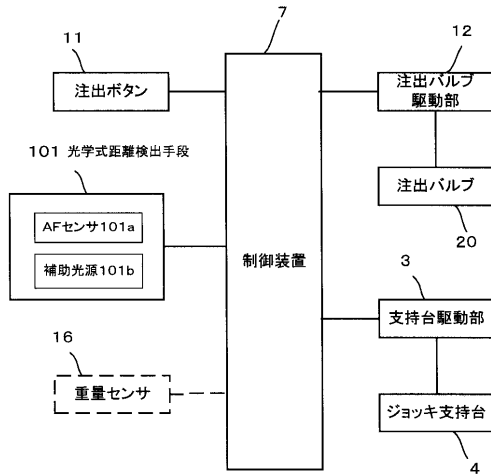 7
11
注出ボタン
12
注出バルブ
駆動部
101 光学式距離検出手段
AFセンサ101a
補助光源101b
注出バルブ
20
制御装置
3
支持台駆動部
16
重量センサ
ジョッキ支持台
4